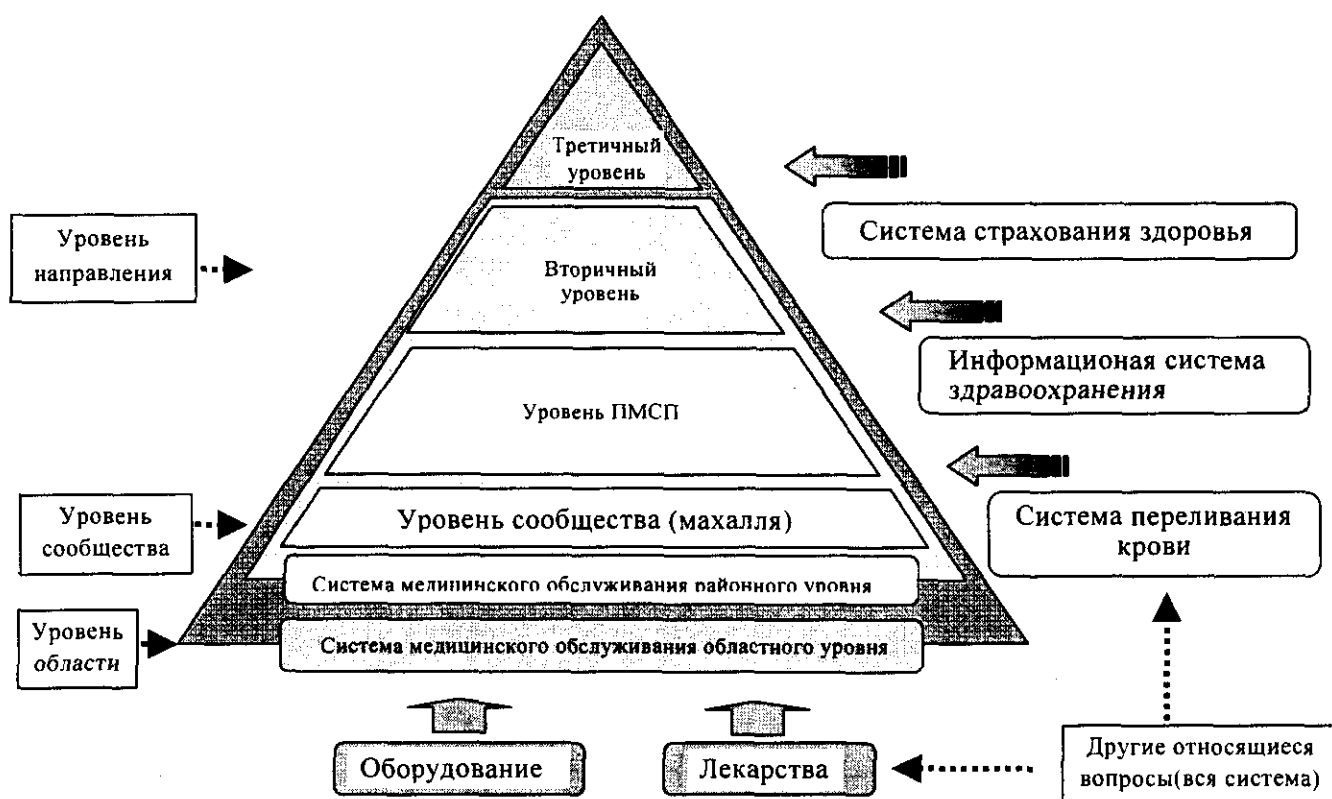 Третичный
уровень
Уровень
направления
Система страхования здоровья
Вторичный
уровень
Информационая система
здравоохранения
Уровень ПМСП
Уровень
сообщества
Уровень сообщества (махалля)
Система переливания
крови
Система медицинского обслуживания районного уровня
Уровень
области
Система медицинского обслуживания областного уровня
Оборудование
Лекарства
Другие относящиеся
вопросы(вся система)